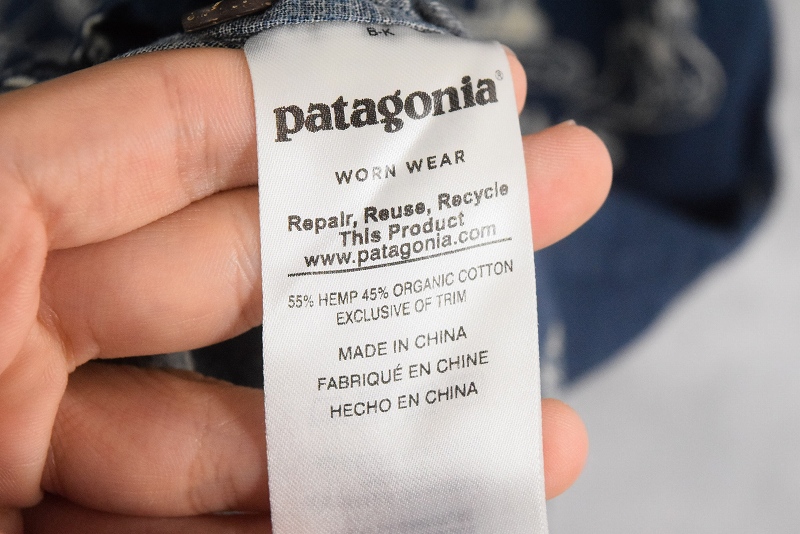 B-K
patagonia®
WORN WEAR
Repair, Reuse, Recycle
This Product
www.patagonia.com
55% HEMP 45% ORGANIC COTTON
EXCLUSIVE OF TRIM
MADE IN CHINA
FABRIQUÉ EN CHINE
HECHO EN CHINA